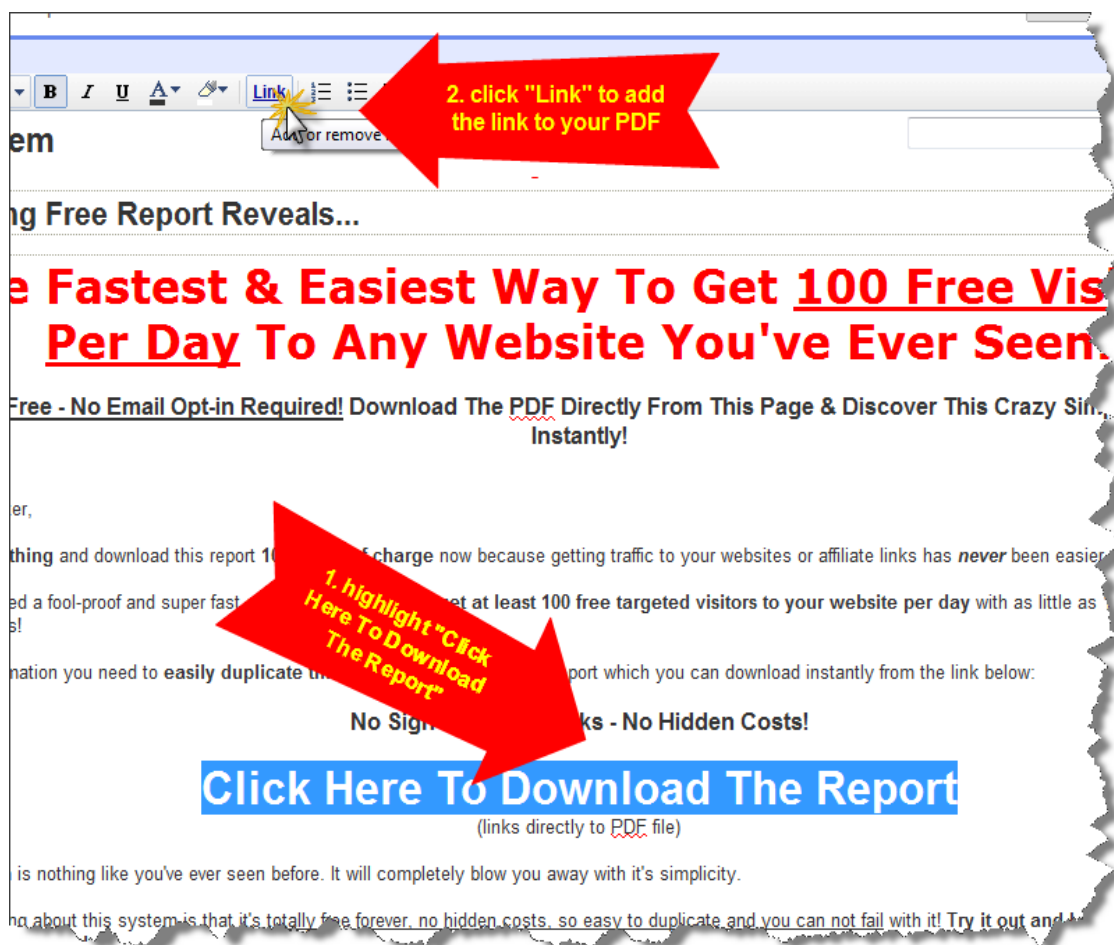 B I U A Link
2. click "Link" to add
the link to your PDF
Add or remove
em
ng Free Report Reveals...
e Fastest & Easiest Way To Get 100 Free Vis
Per Day To Any Website You've Ever Seen.
Free - No Email Opt-in Required! Download The PDF Directly From This Page & Discover This Crazy Sim
Instantly!
er,
thing and download this report charge now because getting traffic to your websites or affiliate links has never been easier
1. highlight "Click
Here To Download
The Report"
ed a fool-proof and super fast get at least 100 free targeted visitors to your website per day with as little as
s!
mation you need to easily duplicate port which you can download instantly from the link below:
No Sign ks - No Hidden Costs!
Click Here To Download The Report
(links directly to PDF file)
is nothing like you've ever seen before. It will completely blow you away with it's simplicity.
ng about this system is that it's totally free forever, no hidden costs, so easy to duplicate and you can not fail with it! Try it out and